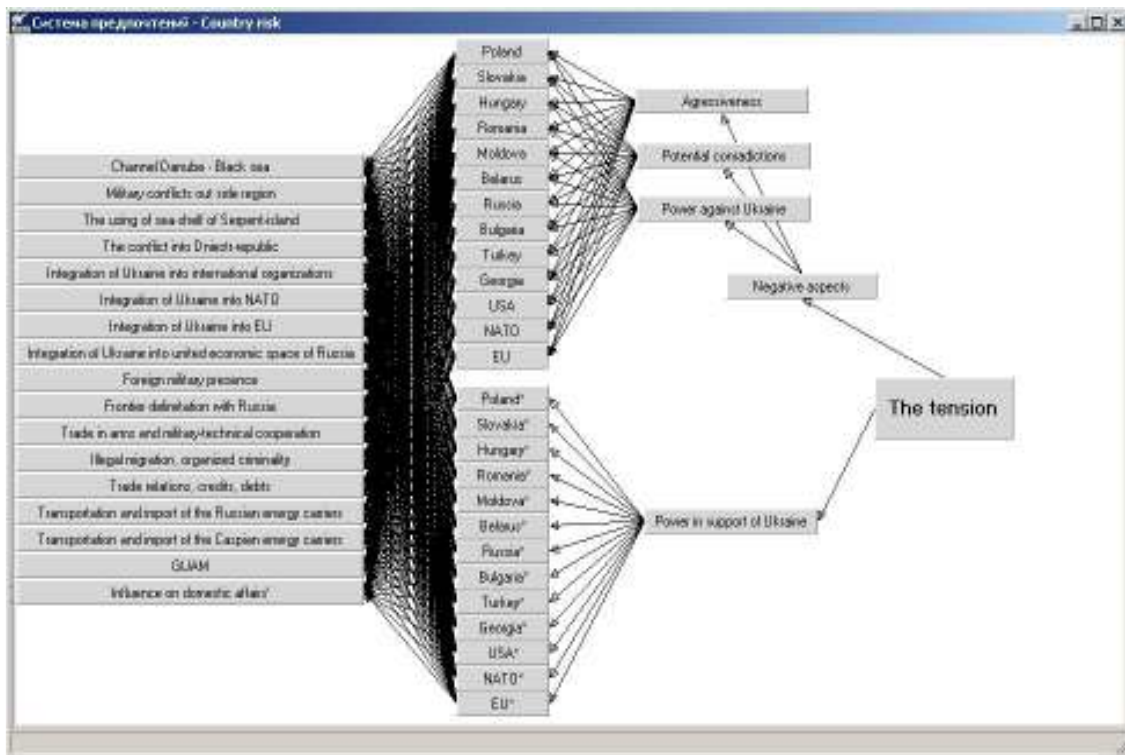 Система предпочтений - Country risk
Channel Danube - Black sea
Military conflicts out side region
The using of sea-shelf of Serpent-island
The conflict into Dniestr-republic
Integration of Ukraine into international organizations
Integration of Ukraine into NATO
Integration of Ukraine into EU
Integration of Ukraine into united economic space of Russia
Foreign military presence
Frontier delimitation with Russia
Trade in arms and military-technical cooperation
Illegal migration, organized criminality
Trade relations, credits, debts
Transportation and import of the Russian energy carriers
Transportation and import of the Caspian energy carriers
GUAM
Influence on domestic affairs*
Poland
Slovakia
Hungary
Romania
Moldova
Belarus
Russia
Bulgaria
Turkey
Georgia
USA
NATO
EU
Poland*
Slovakia*
Hungary*
Romania*
Moldova*
Belarus*
Russia*
Bulgaria*
Turkey*
Georgia*
USA*
NATO*
EU*
Agressiveness
Potential conradictions
Power against Ukraine
Negative aspects
Power in support of Ukraine
The tension